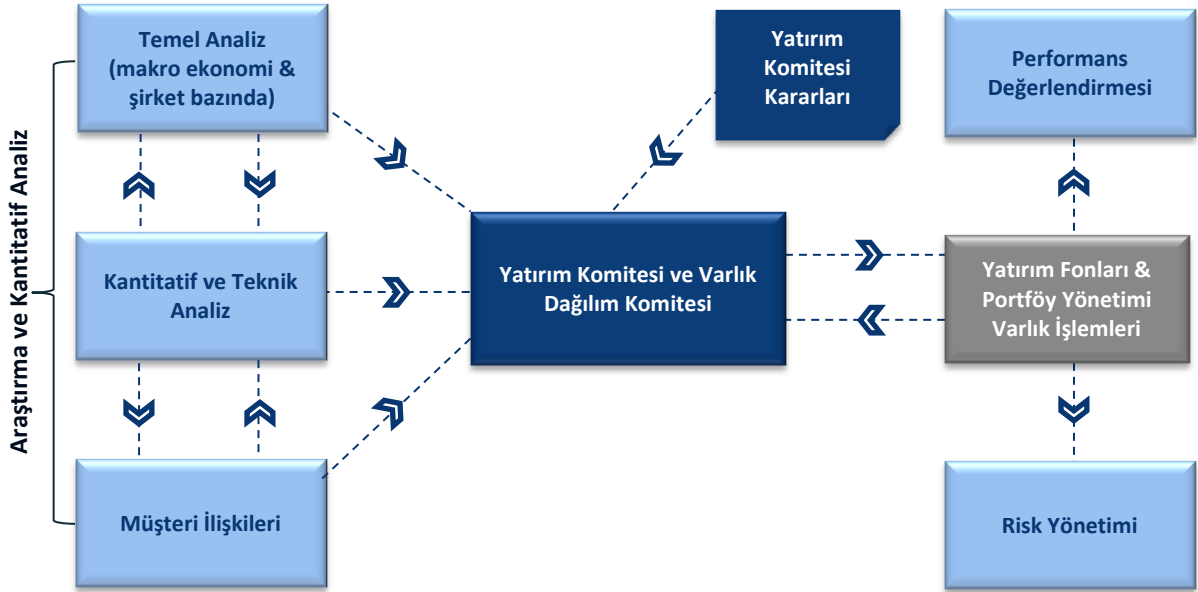 Araştırma ve Kantitatif Analiz
Temel Analiz
(makro ekonomi &
şirket bazında)
Kantitatif ve Teknik
Analiz
Müşteri İlişkileri
Yatırım
Komitesi
Kararları
Yatırım Komitesi ve Varlık
Dağılım Komitesi
Performans
Değerlendirmesi
Yatırım Fonları &
Portföy Yönetimi
Varlık İşlemleri
Risk Yönetimi